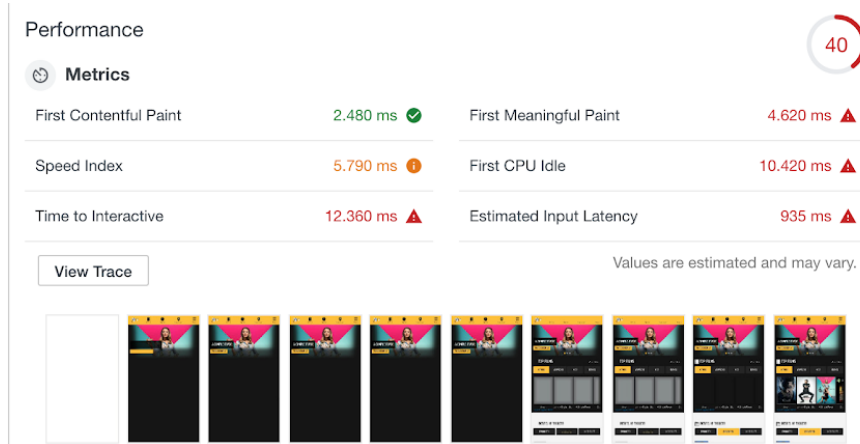 Performance
40
Metrics
First Contentful Paint 2.480 ms
First Meaningful Paint 4.620 ms
Speed Index 5.790 ms
First CPU Idle 10.420 ms
Time to Interactive 12.360 ms
Estimated Input Latency 935 ms
View Trace
Values are estimated and may vary.